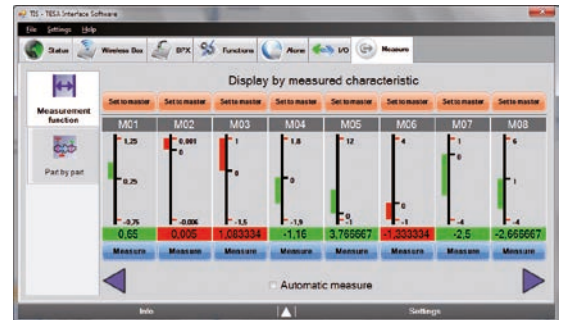 TIS - TESA Interface Software
File Settings Help
Status Wireless Box BPX Functions None I/O Measure
Display by measured characteristic
Measurement function
Part by part
Set to master Set to master Set to master Set to master Set to master Set to master Set to master Set to master
M01 M02 M03 M04 M05 M06 M07 M08
1,25 0,001 1 1,8 12 4 1 6
0 0
0,25 0 0 1
0
-0,75 -0,006 -1,5 -1,9 -1 -1 -4 -4
0,65 0,005 1,083334 -1,16 3,766667 -1,333334 -2,5 -2,666667
Measure Measure Measure Measure Measure Measure Measure Measure
Automatic measure
Info Settings